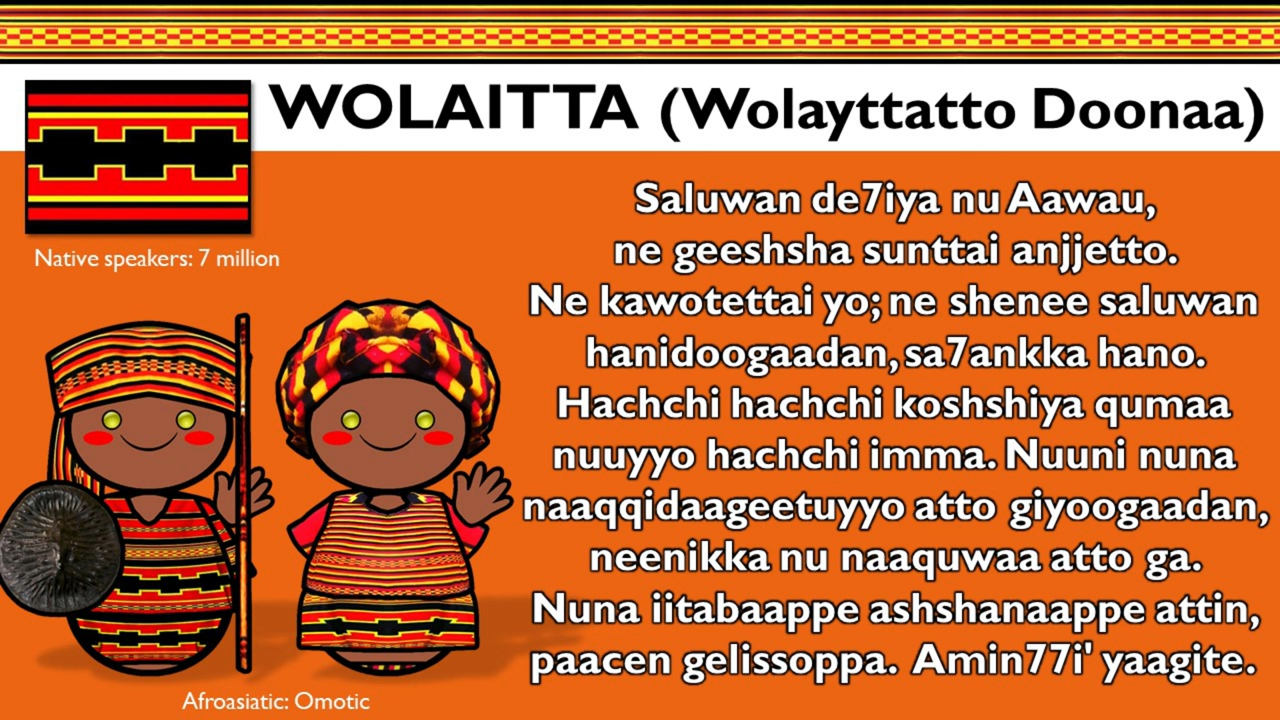 WOLAITTA (Wolayttatto Doonaa)
Native speakers: 7 million
Saluwan de7iya nu Aawau,
ne geeshsha sunttai anjjetto.
Ne kawotettai yo; ne shenee saluwan
hanidoogaadan, sa7ankka hano.
Hachchi hachchi koshshiya qumaa
nuuyyo hachchi imma. Nuuni nuna
naaqqidaageetuyyo atto giyoogaadan,
neenikka nu naaquwaa atto ga.
Nuna iitabaappe ashshanaappe attin,
paacen gelissoppa. Amin77i' yaagite.
Afroasiatic: Omotic